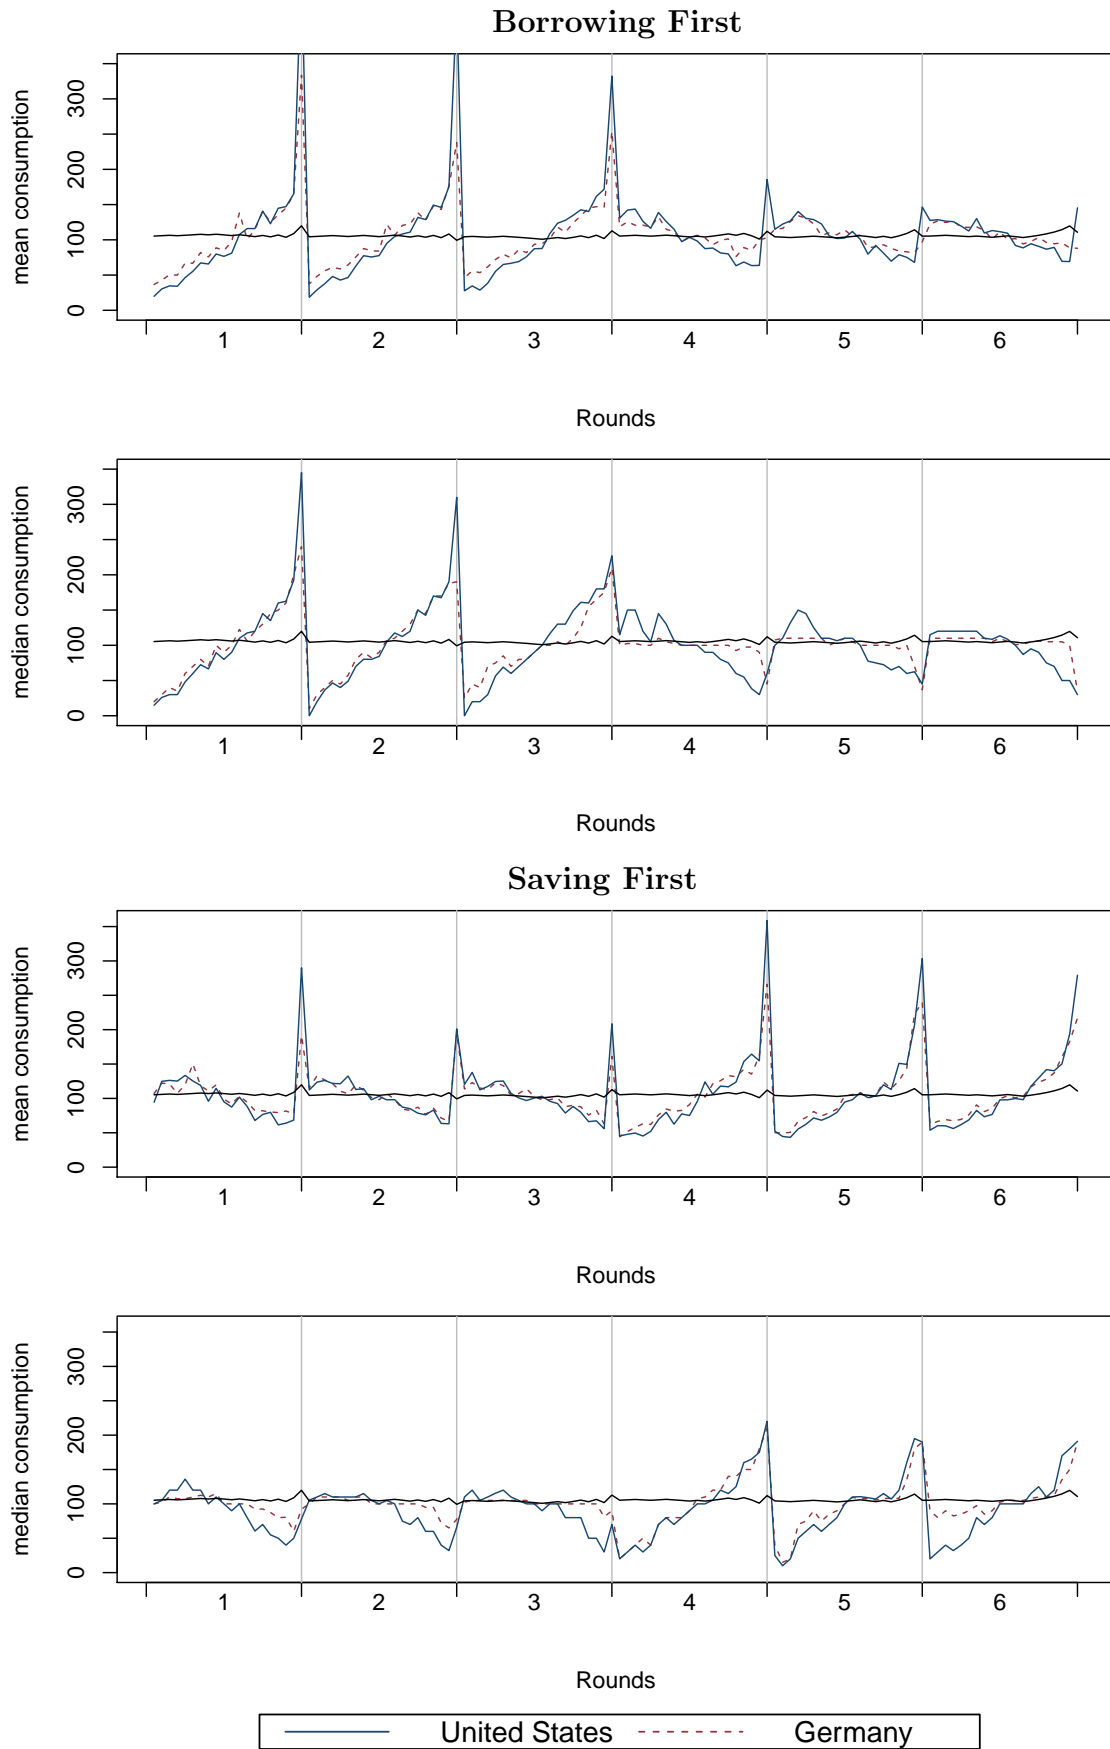 Borrowing First
mean consumption
300
200
100
0
1 2 3 4 5 6
Rounds
median consumption
300
200
100
0
1 2 3 4 5 6
Rounds
Saving First
mean consumption
300
200
100
0
1 2 3 4 5 6
Rounds
median consumption
300
200
100
0
1 2 3 4 5 6
Rounds
United States Germany